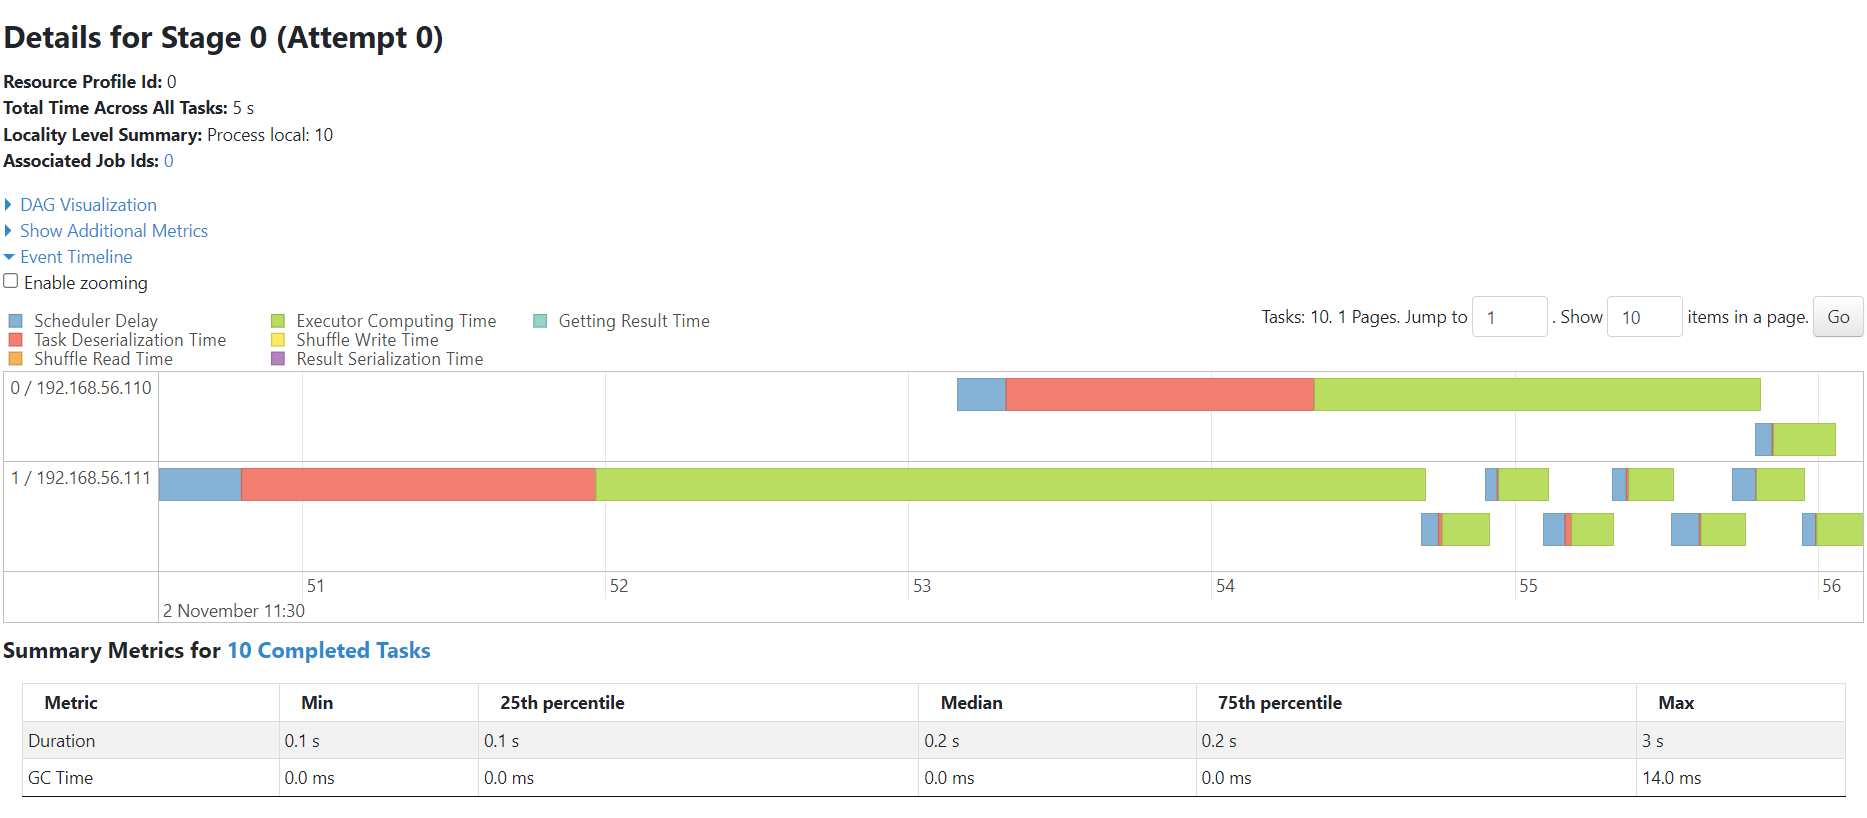 Details for Stage 0 (Attempt 0)
Resource Profile Id: 0
Total Time Across All Tasks: 5 s
Locality Level Summary: Process local: 10
Associated Job Ids: 0
DAG Visualization
Show Additional Metrics
Event Timeline
Enable zooming
Tasks: 10. 1 Pages. Jump to 1 . Show 10 items in a page. Go
Scheduler Delay Executor Computing Time Getting Result Time
Task Deserialization Time Shuffle Write Time
Shuffle Read Time Result Serialization Time
0 / 192.168.56.110
1 / 192.168.56.111
51 52 53 54 55 56
2 November 11:30
Summary Metrics for 10 Completed Tasks
Metric Min 25th percentile Median 75th percentile Max
Duration 0.1 s 0.1 s 0.2 s 0.2 s 3 s
GC Time 0.0 ms 0.0 ms 0.0 ms 0.0 ms 14.0 ms